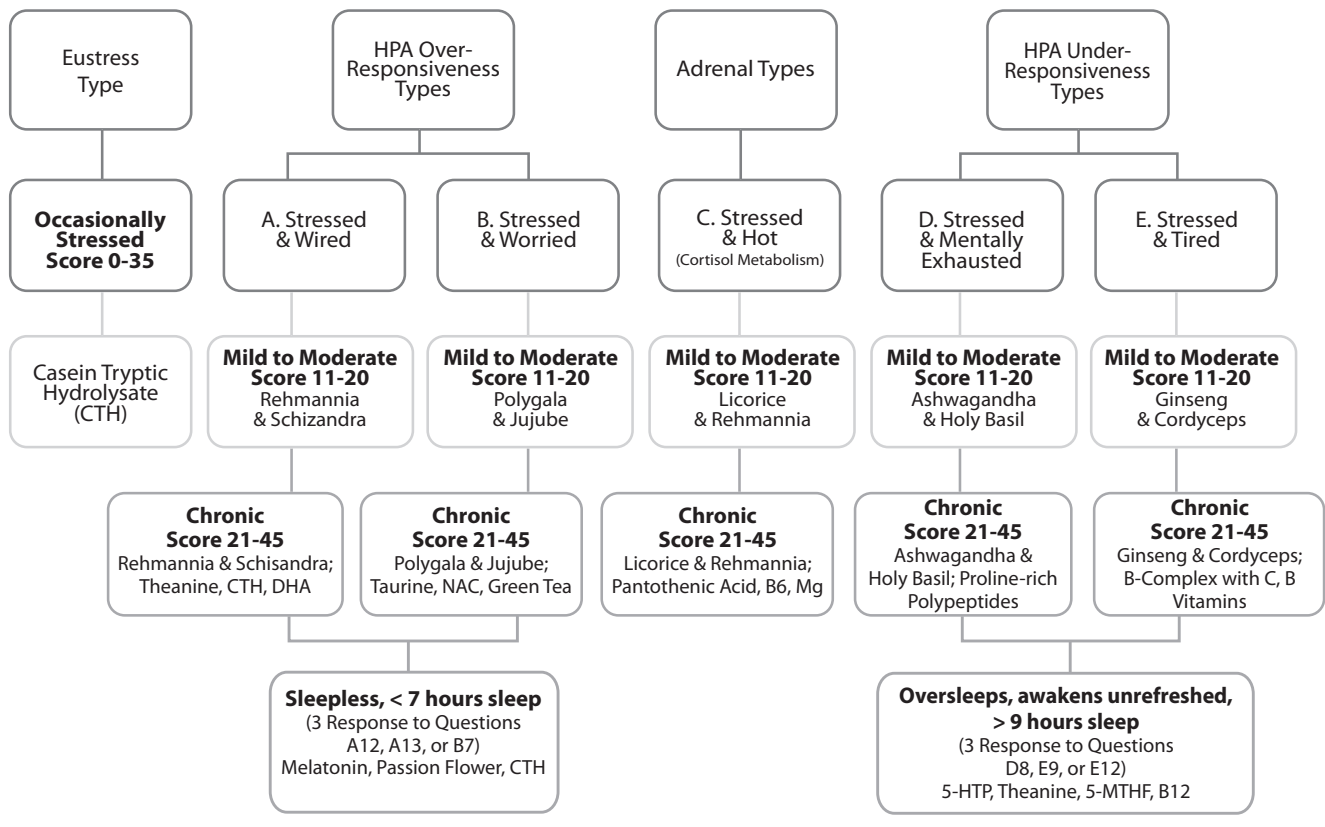 Eustress
Type
HPA Over-
Responsiveness
Types
Adrenal Types
HPA Under-
Responsiveness
Types
Occasionally
Stressed
Score 0-35
A. Stressed
& Wired
B. Stressed
& Worried
C. Stressed
& Hot
(Cortisol Metabolism)
D. Stressed
& Mentally
Exhausted
E. Stressed
& Tired
Casein Tryptic
Hydrolysate
(CTH)
Mild to Moderate
Score 11-20
Rehmannia
& Schizandra
Mild to Moderate
Score 11-20
Polygala
& Jujube
Mild to Moderate
Score 11-20
Licorice
& Rehmannia
Mild to Moderate
Score 11-20
Ashwagandha
& Holy Basil
Mild to Moderate
Score 11-20
Ginseng
& Cordyceps
Chronic
Score 21-45
Rehmannia & Schisandra;
Theanine, CTH, DHA
Chronic
Score 21-45
Polygala & Jujube;
Taurine, NAC, Green Tea
Chronic
Score 21-45
Licorice & Rehmannia;
Pantothenic Acid, B6, Mg
Chronic
Score 21-45
Ashwagandha &
Holy Basil; Proline-rich
Polypeptides
Chronic
Score 21-45
Ginseng & Cordyceps;
B-Complex with C, B
Vitamins
Sleepless, < 7 hours sleep
(3 Response to Questions
A12, A13, or B7)
Melatonin, Passion Flower, CTH
Oversleeps, awakens unrefreshed,
> 9 hours sleep
(3 Response to Questions
D8, E9, or E12)
5-HTP, Theanine, 5-MTHF, B12